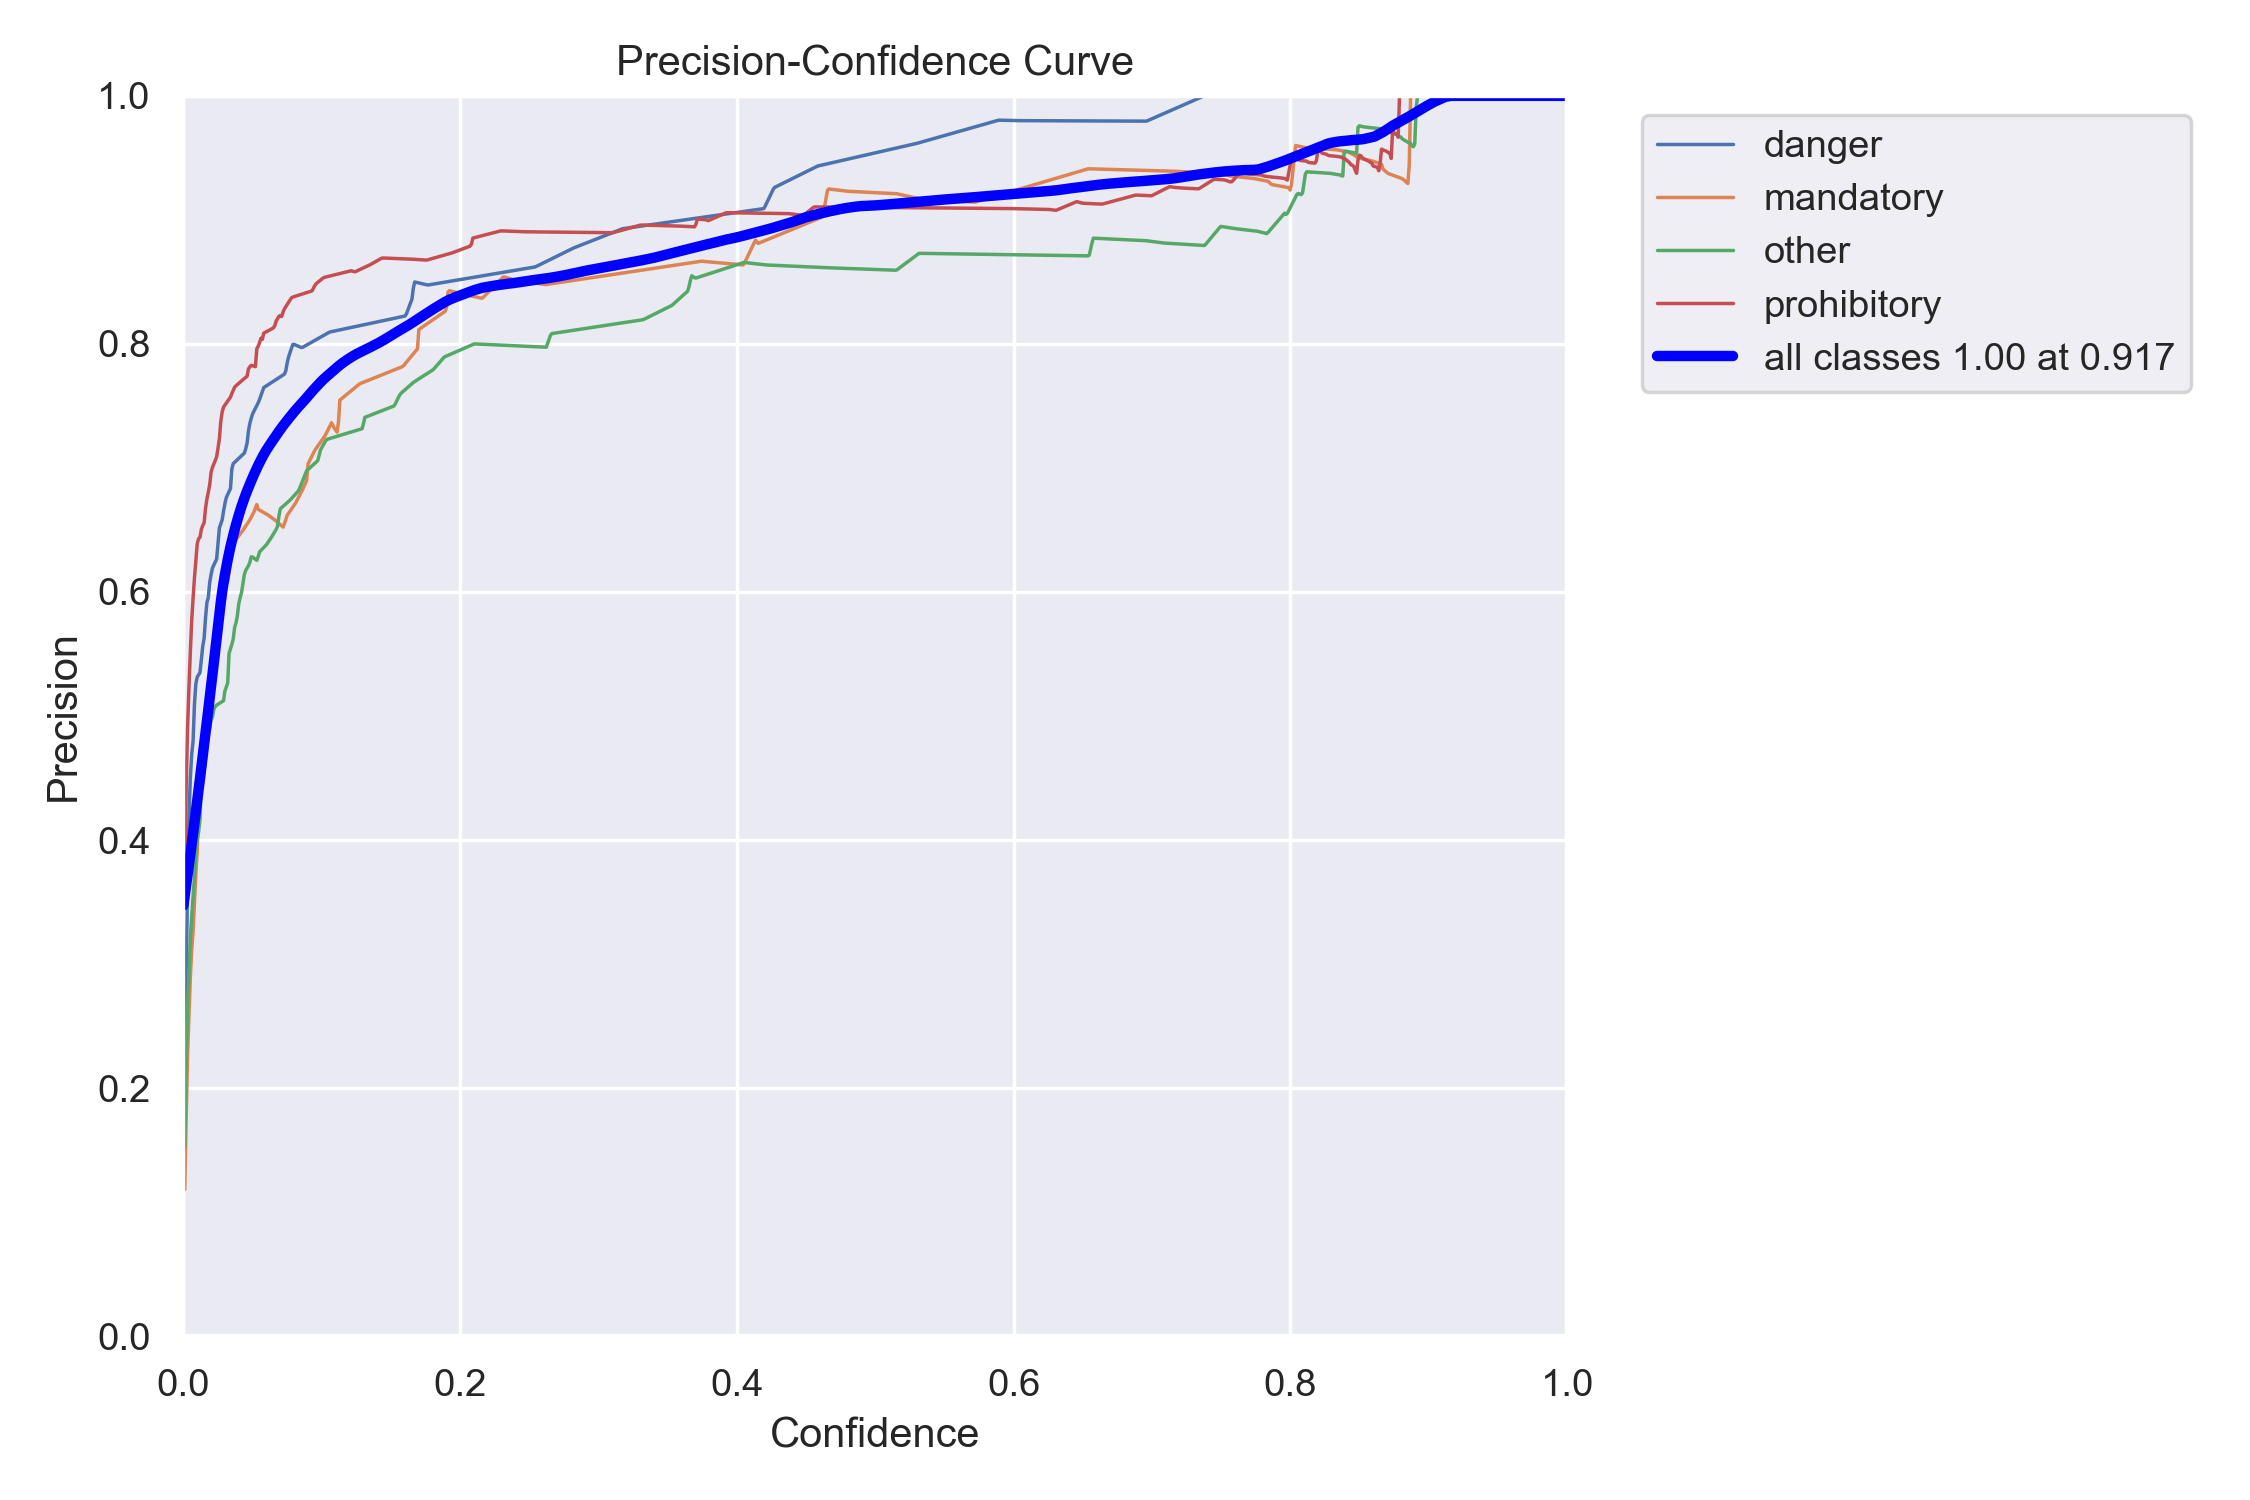 Precision-Confidence Curve
1.0
0.8
0.6
0.4
0.2
0.0
Precision
0.0 0.2 0.4 0.6 0.8 1.0
Confidence
danger
mandatory
other
prohibitory
all classes 1.00 at 0.917